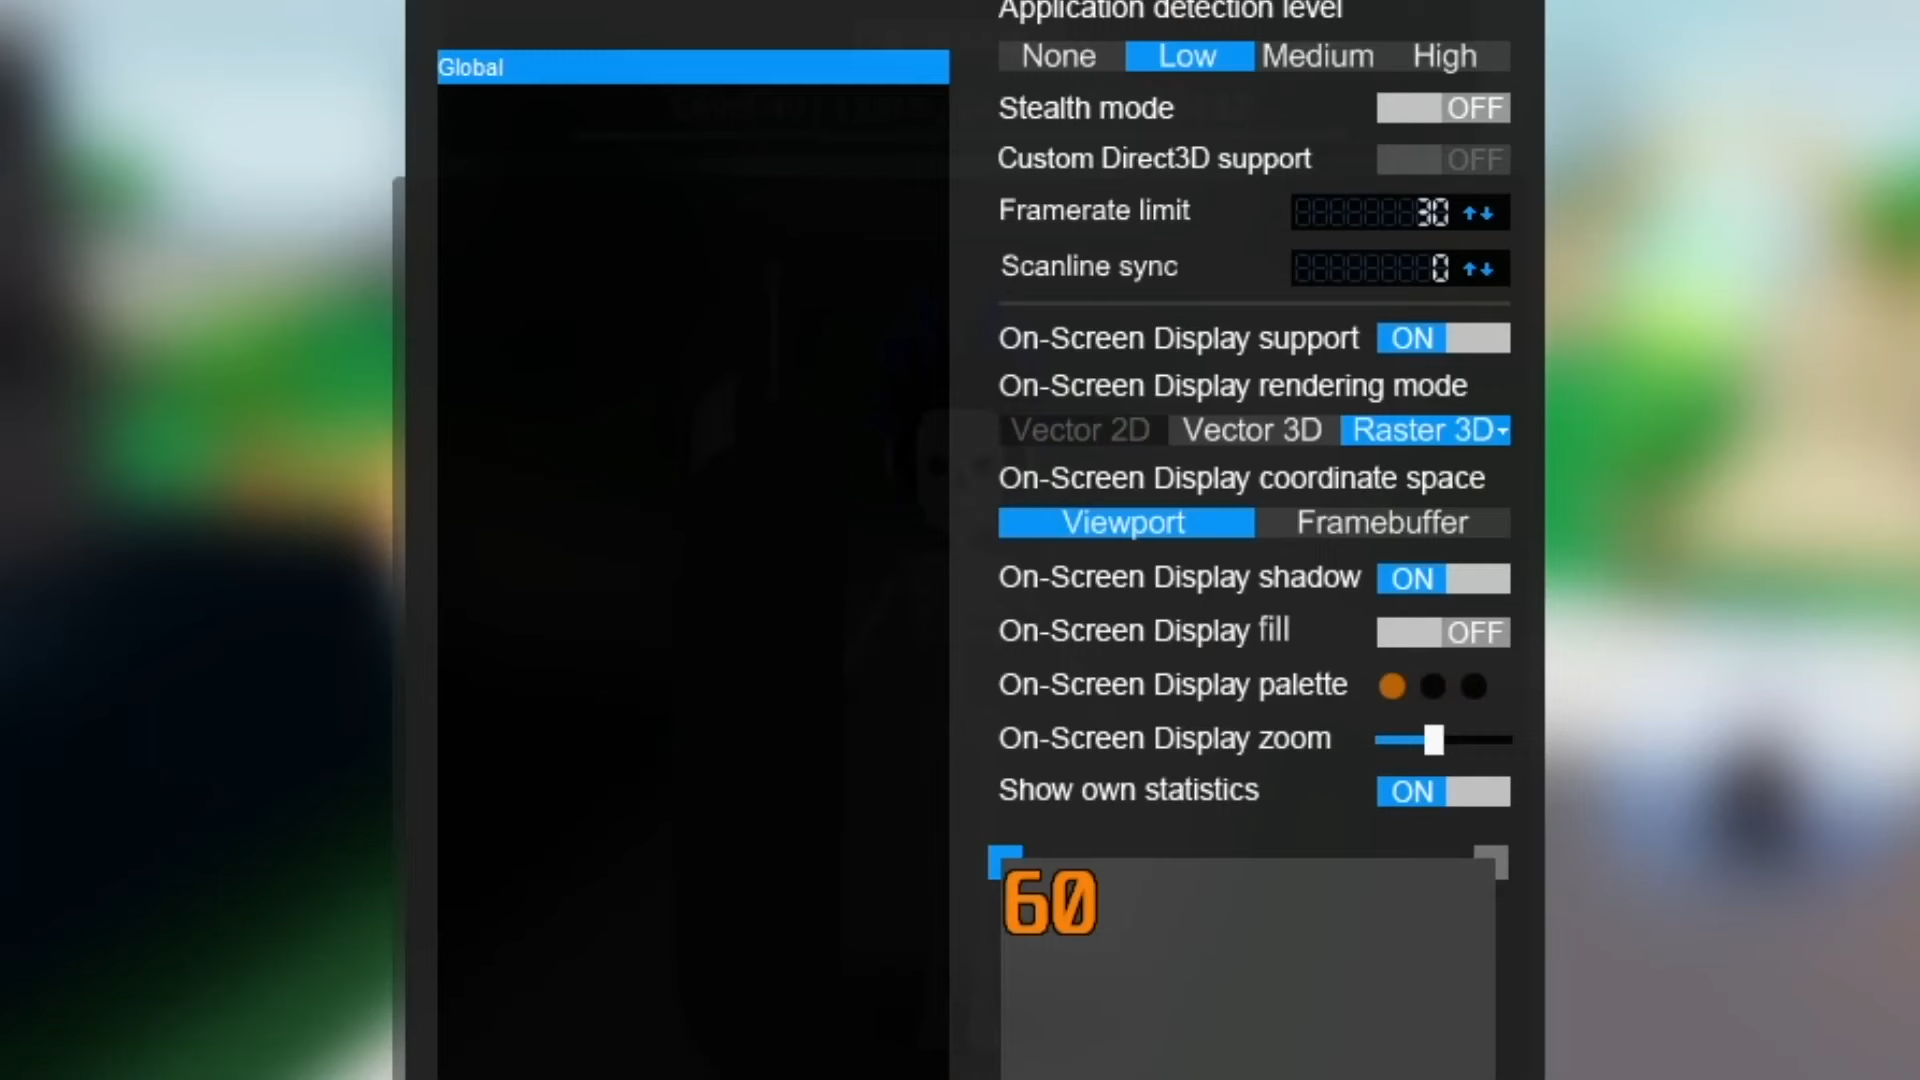 Application detection level
Global
None Low Medium High
Stealth mode OFF
Custom Direct3D support OFF
Framerate limit 30
Scanline sync 0
On-Screen Display support ON
On-Screen Display rendering mode
Vector 2D Vector 3D Raster 3D
On-Screen Display coordinate space
Viewport Framebuffer
On-Screen Display shadow ON
On-Screen Display fill OFF
On-Screen Display palette
On-Screen Display zoom
Show own statistics ON
60